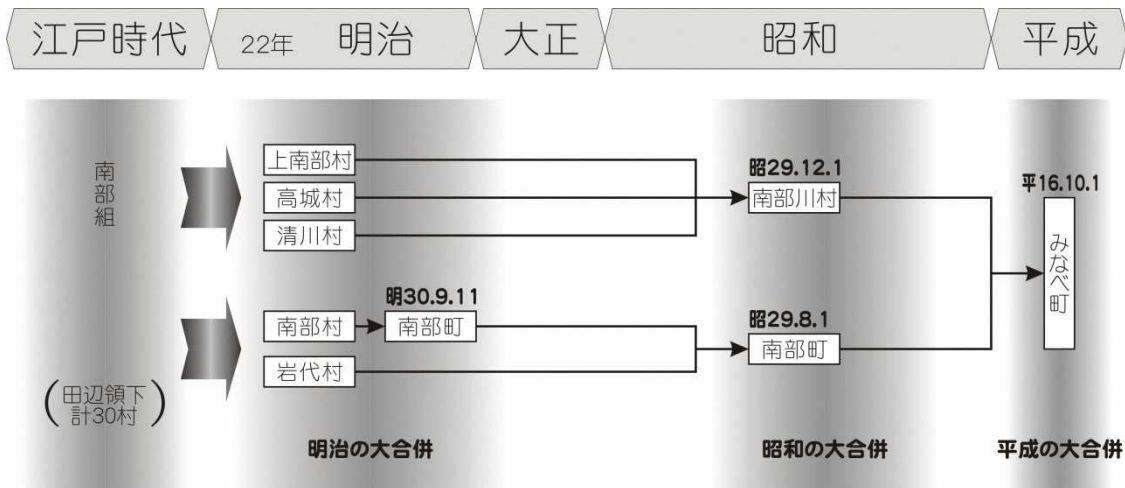 江戸時代
22年 明治
大正
昭和
平成
南部組
(田辺領下
計30村)
上南部村
高城村
清川村
南部村
明30.9.11
南部町
岩代村
昭29.12.1
南部川村
昭29.8.1
南部町
平16.10.1
みなべ町
明治の大合併
昭和の大合併
平成の大合併